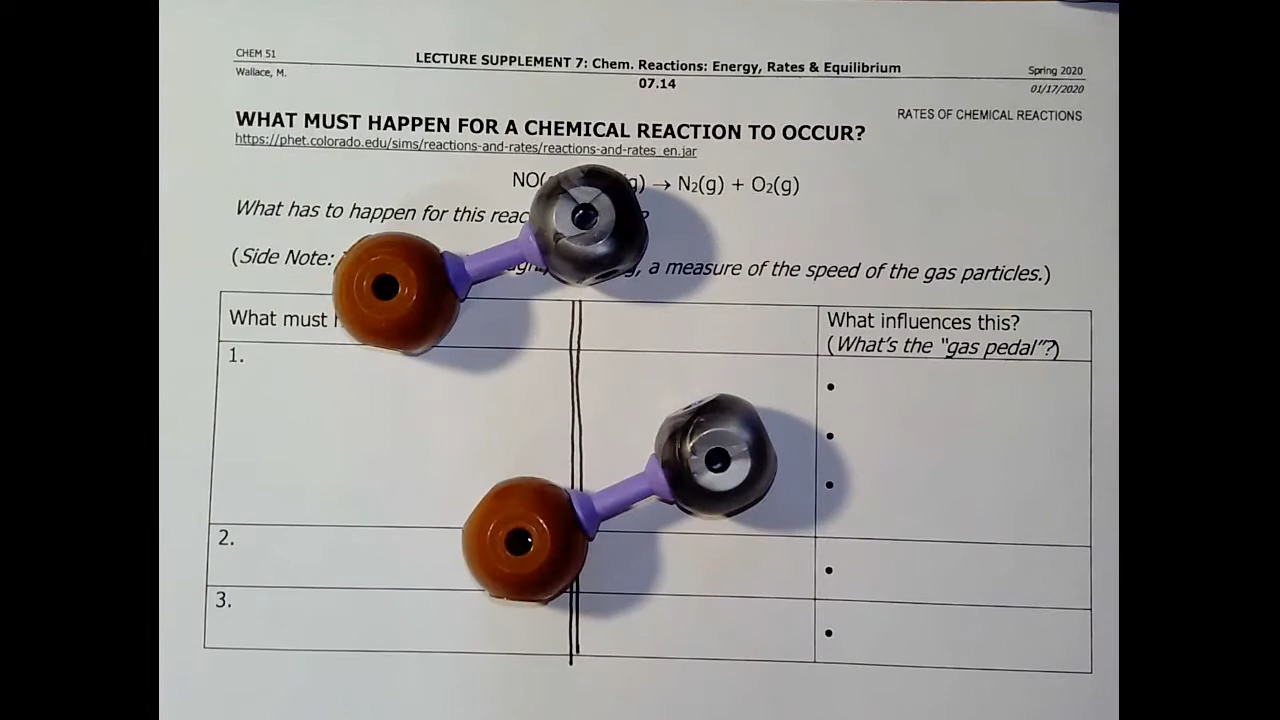 CHEM 51
LECTURE SUPPLEMENT 7: Chem. Reactions: Energy, Rates & Equilibrium
Spring 2020
Wallace, M.
07.14
01/17/2020
RATES OF CHEMICAL REACTIONS
WHAT MUST HAPPEN FOR A CHEMICAL REACTION TO OCCUR?
https://phet.colorado.edu/sims/reactions-and-rates/reactions-and-rates_en.jar
NO( g) → N₂(g) + O₂(g)
What has to happen for this reac ?
(Side Note: , a measure of the speed of the gas particles.)
What must
What influences this?
(What's the "gas pedal"?)
1.
•
•
•
2.
•
3.
•